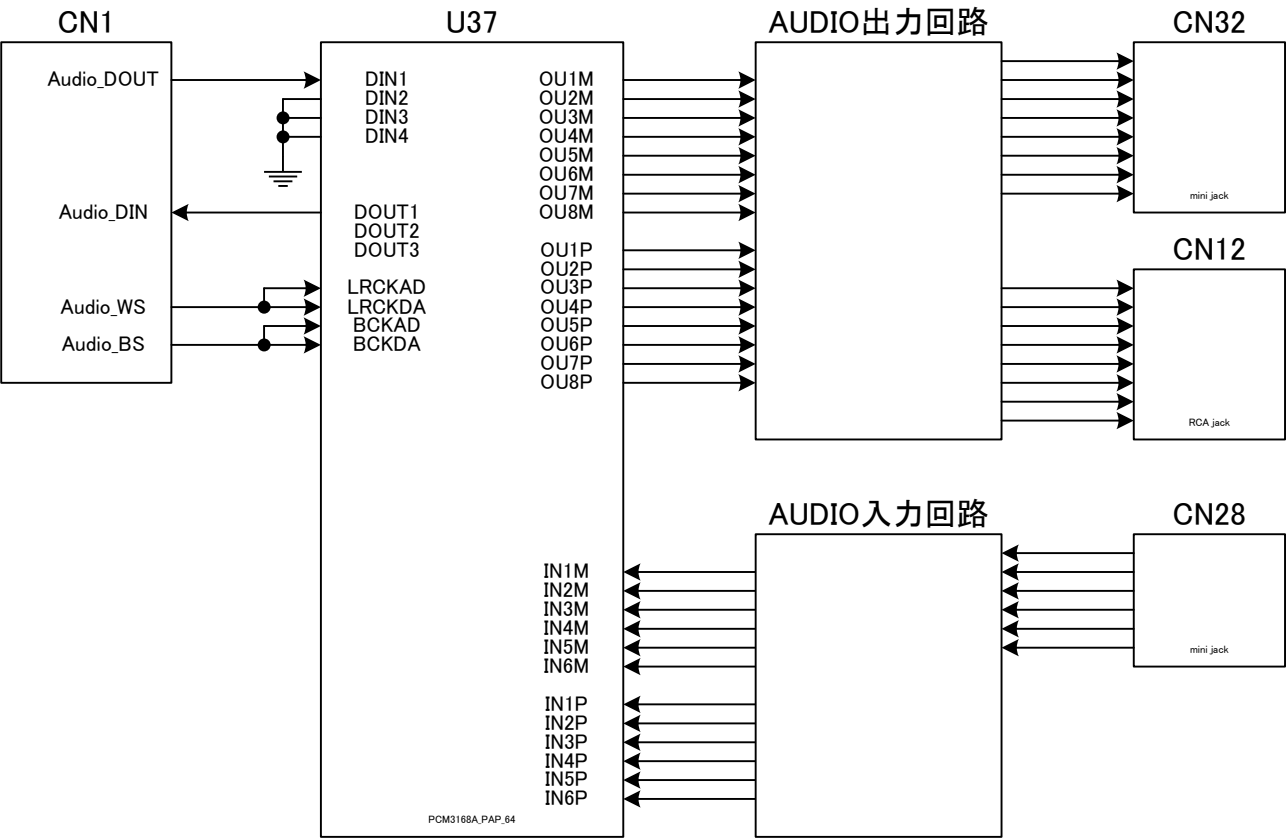 CN1
U37
AUDIO出力回路
CN32
Audio_DOUT
DIN1
DIN2
DIN3
DIN4
Audio_DIN
DOUT1
DOUT2
DOUT3
Audio_WS
LRCKAD
LRCKDA
Audio_BS
BCKAD
BCKDA
OU1M
OU2M
OU3M
OU4M
OU5M
OU6M
OU7M
OU8M
OU1P
OU2P
OU3P
OU4P
OU5P
OU6P
OU7P
OU8P
mini jack
CN12
RCA jack
AUDIO入力回路
CN28
IN1M
IN2M
IN3M
IN4M
IN5M
IN6M
IN1P
IN2P
IN3P
IN4P
IN5P
IN6P
mini jack
PCM3168A_PAP_64